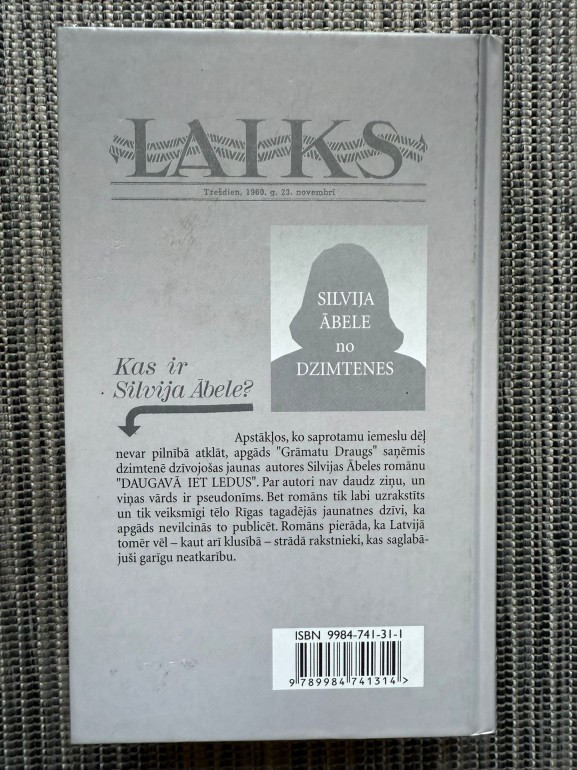 LAIKS
Trešdien, 1960. g. 23. novembrī
SILVIJA
ĀBELE
no
DZIMTENES
Kas ir
Silvija Ābele?
Apstākļos, ko saprotamu iemeslu dēļ
nevar pilnībā atklāt, apgāds "Grāmatu Draugs" saņēmis
dzimtenē dzīvojošas jaunas autores Silvijas Ābeles romānu
"DAUGAVĀ IET LEDUS". Par autori nav daudz ziņu, un
viņas vārds ir pseudonīms. Bet romāns tik labi uzrakstīts
un tik veiksmīgi tēlo Rīgas tagadējās jaunatnes dzīvi, ka
apgāds nevilcinās to publicēt. Romāns pierāda, ka Latvijā
tomēr vēl – kaut arī klusībā – strādā rakstnieki, kas saglabā-
juši garīgu neatkarību.
ISBN 9984-741-31-1
9 789984 741314 >